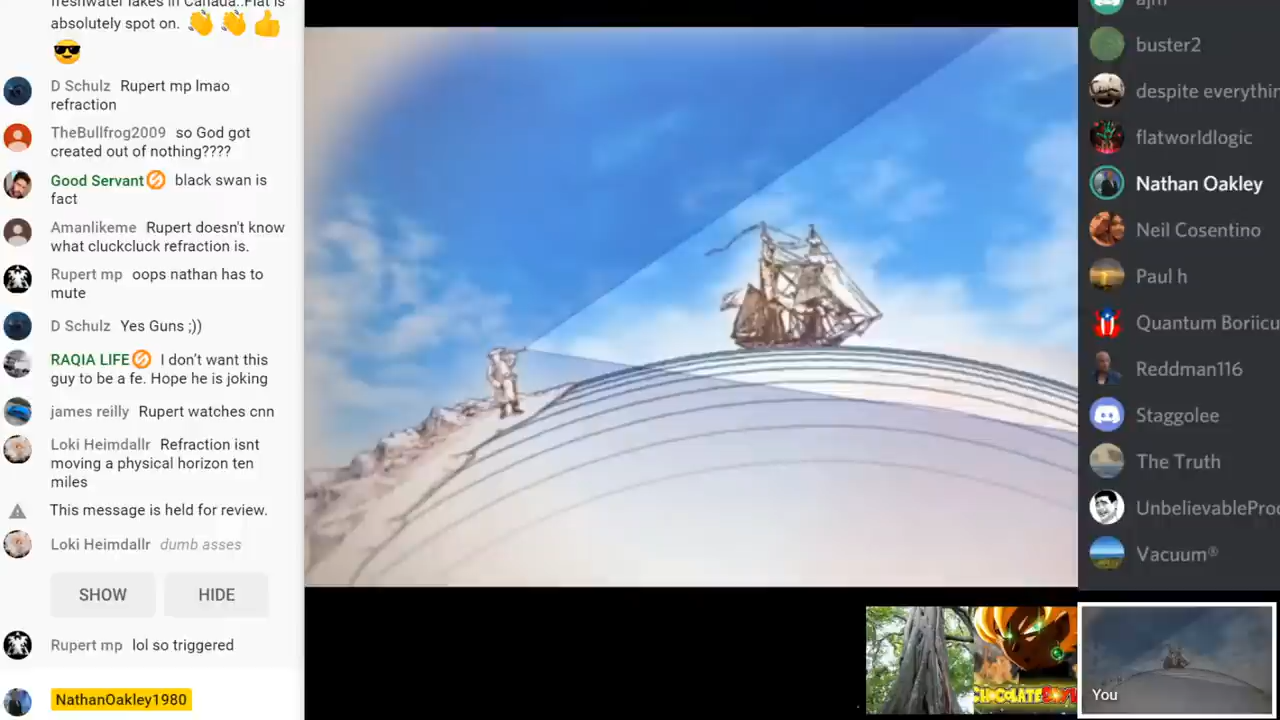 freshwater lakes in Canada..Flat is
absolutely spot on. 👏 👏 👍
😎
D Schulz Rupert mp lmao
refraction
TheBullfrog2009 so God got
created out of nothing????
Good Servant black swan is
fact
Amanlikeme Rupert doesn't know
what cluckcluck refraction is.
Rupert mp oops nathan has to
mute
D Schulz Yes Guns ;))
RAQIA LIFE I don't want this
guy to be a fe. Hope he is joking
james reilly Rupert watches cnn
Loki Heimdallr Refraction isnt
moving a physical horizon ten
miles
This message is held for review.
Loki Heimdallr dumb asses
SHOW HIDE
Rupert mp lol so triggered
NathanOakley1980
ajm
buster2
despite everythin
flatworldlogic
Nathan Oakley
Neil Cosentino
Paul h
Quantum Boriicu
Reddman116
Staggolee
The Truth
UnbelievableProo
Vacuum®
You